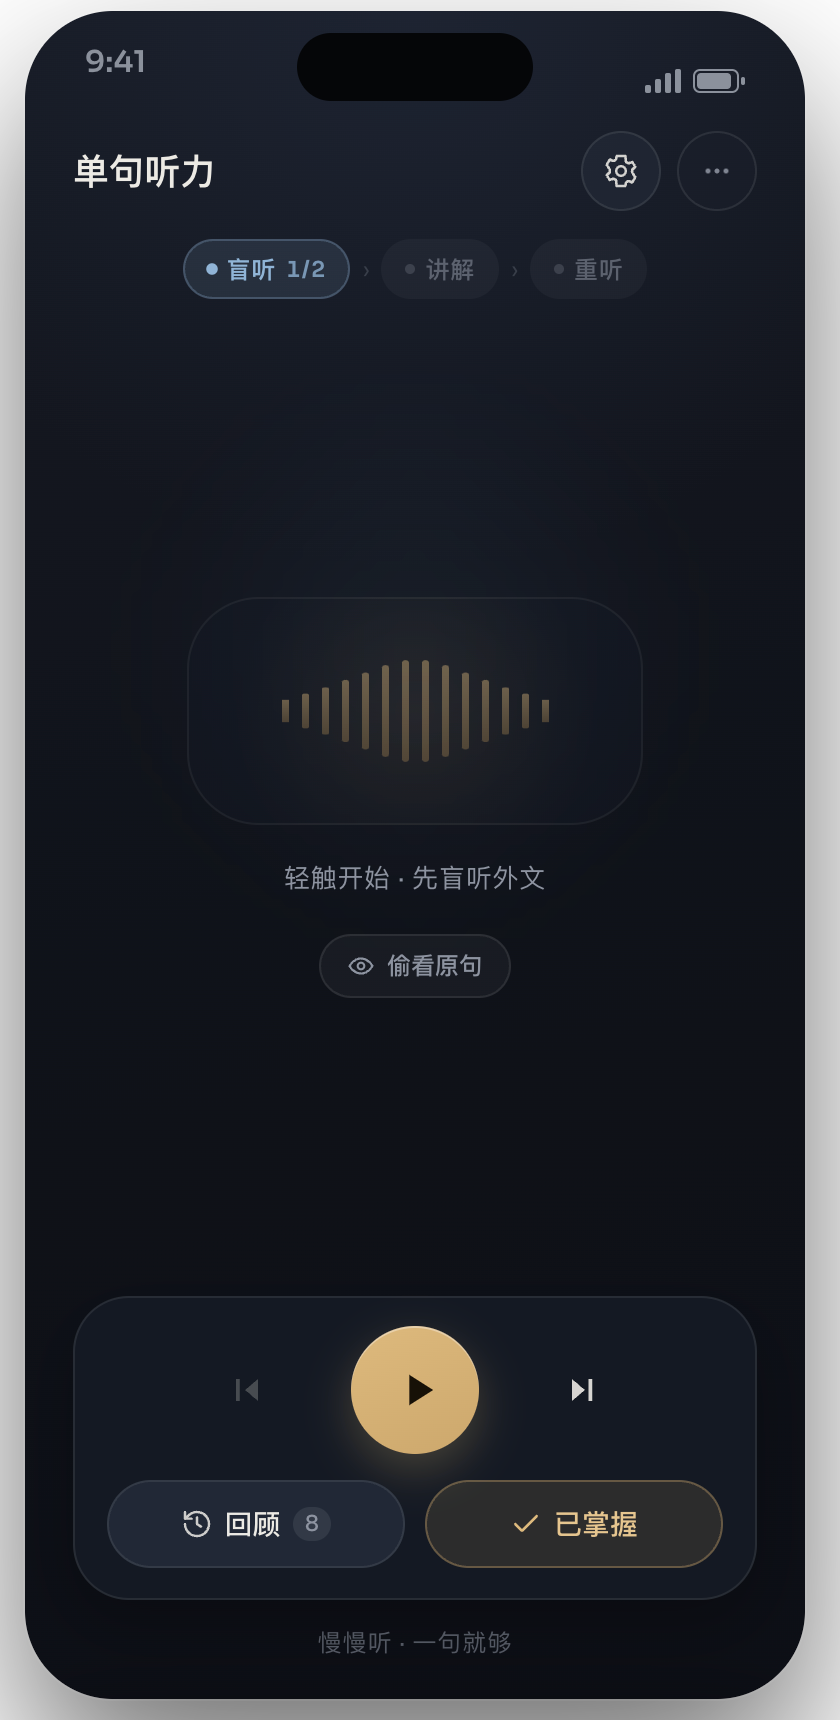 9:41
单句听力
盲听 1/2 › 讲解 › 重听
轻触开始 · 先盲听外文
偷看原句
回顾 8
已掌握
慢慢听 · 一句就够